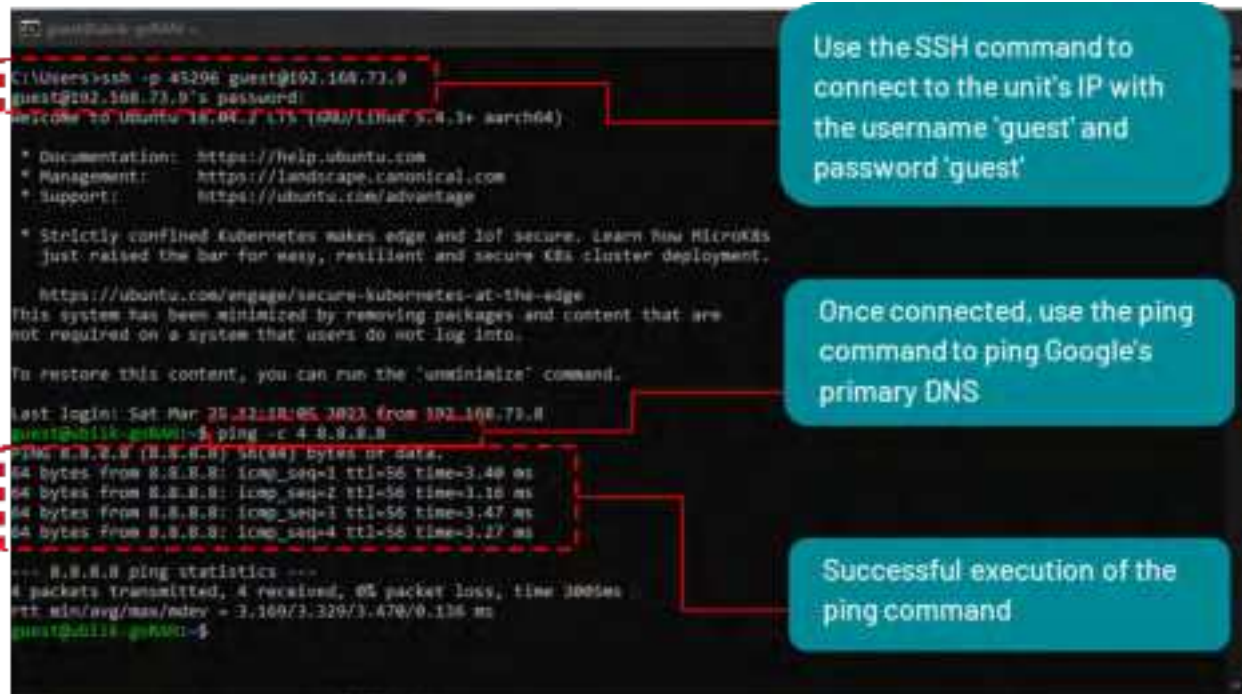 C:\Users>ssh -p 45296 guest@192.168.73.9
guest@192.168.73.9's password:
Welcome to Ubuntu 18.04.2 LTS (GNU/Linux 5.4.3+ aarch64)
* Documentation: https://help.ubuntu.com
* Management: https://landscape.canonical.com
* Support: https://ubuntu.com/advantage
* Strictly confined Kubernetes makes edge and IoT secure. Learn how MicroK8s
just raised the bar for easy, resilient and secure K8s cluster deployment.
https://ubuntu.com/engage/secure-kubernetes-at-the-edge
This system has been minimized by removing packages and content that are
not required on a system that users do not log into.
To restore this content, you can run the 'unminimize' command.
Last login: Sat Mar 2023 from 192.168.73.8
$ ping -c 4 8.8.8.8
PING 8.8.8.8 (8.8.8.8) 56(84) bytes of data.
64 bytes from 8.8.8.8: icmp_seq=1 ttl=56 time=3.40 ms
64 bytes from 8.8.8.8: icmp_seq=2 ttl=56 time=3.16 ms
64 bytes from 8.8.8.8: icmp_seq=3 ttl=56 time=3.47 ms
64 bytes from 8.8.8.8: icmp_seq=4 ttl=56 time=3.27 ms
--- 8.8.8.8 ping statistics ---
4 packets transmitted, 4 received, 0% packet loss, time 3005ms
rtt min/avg/max/mdev = 3.169/3.329/3.470/0.136 ms
Use the SSH command to
connect to the unit's IP with
the username 'guest' and
password 'guest'
Once connected, use the ping
command to ping Google's
primary DNS
Successful execution of the
ping command